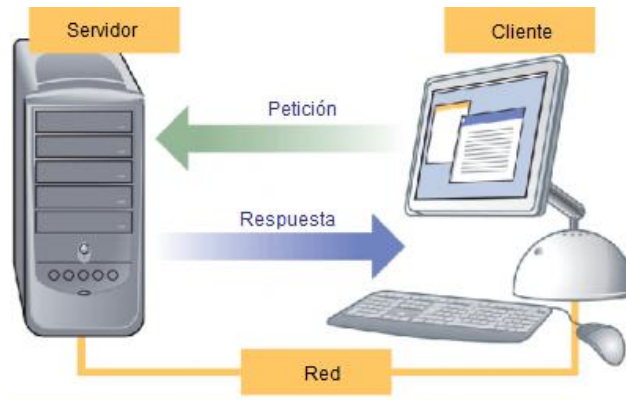 Servidor
Cliente
Petición
Respuesta
Red